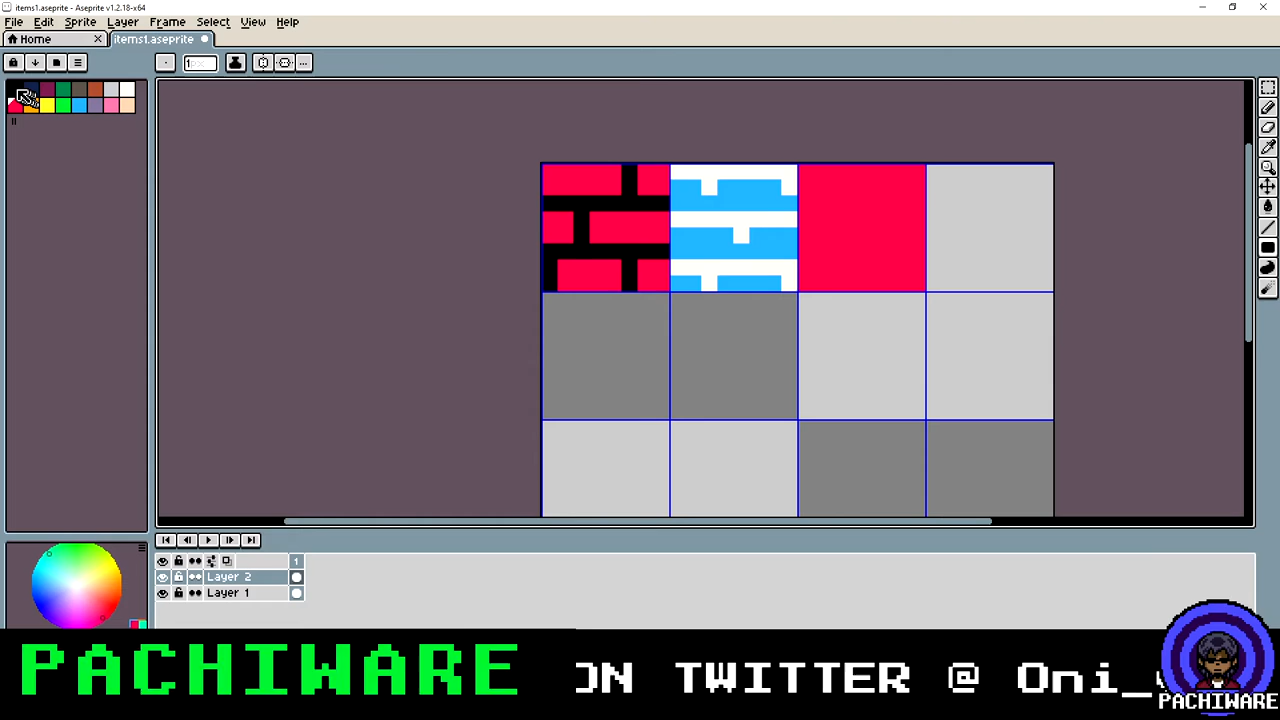 items1.aseprite - Aseprite v1.2.18-x64
File Edit Sprite Layer Frame Select View Help
Home
items1.aseprite
1
1
Layer 2
Layer 1
PACHIWARE
ON TWITTER @ Oni_
PACHIWARE